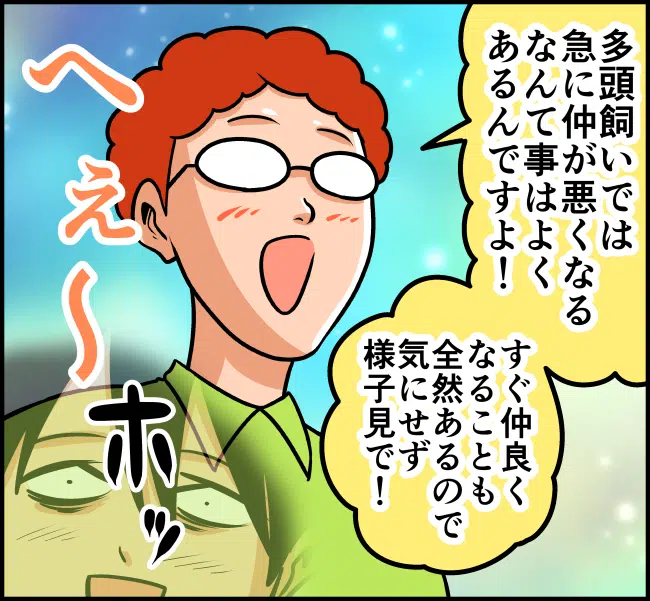 多頭飼いでは
急に仲が悪くなる
なんて事はよく
あるんですよ！
すぐ仲良く
なることも
全然あるので
気にせず
様子見で！
へぇ〜
ホッ